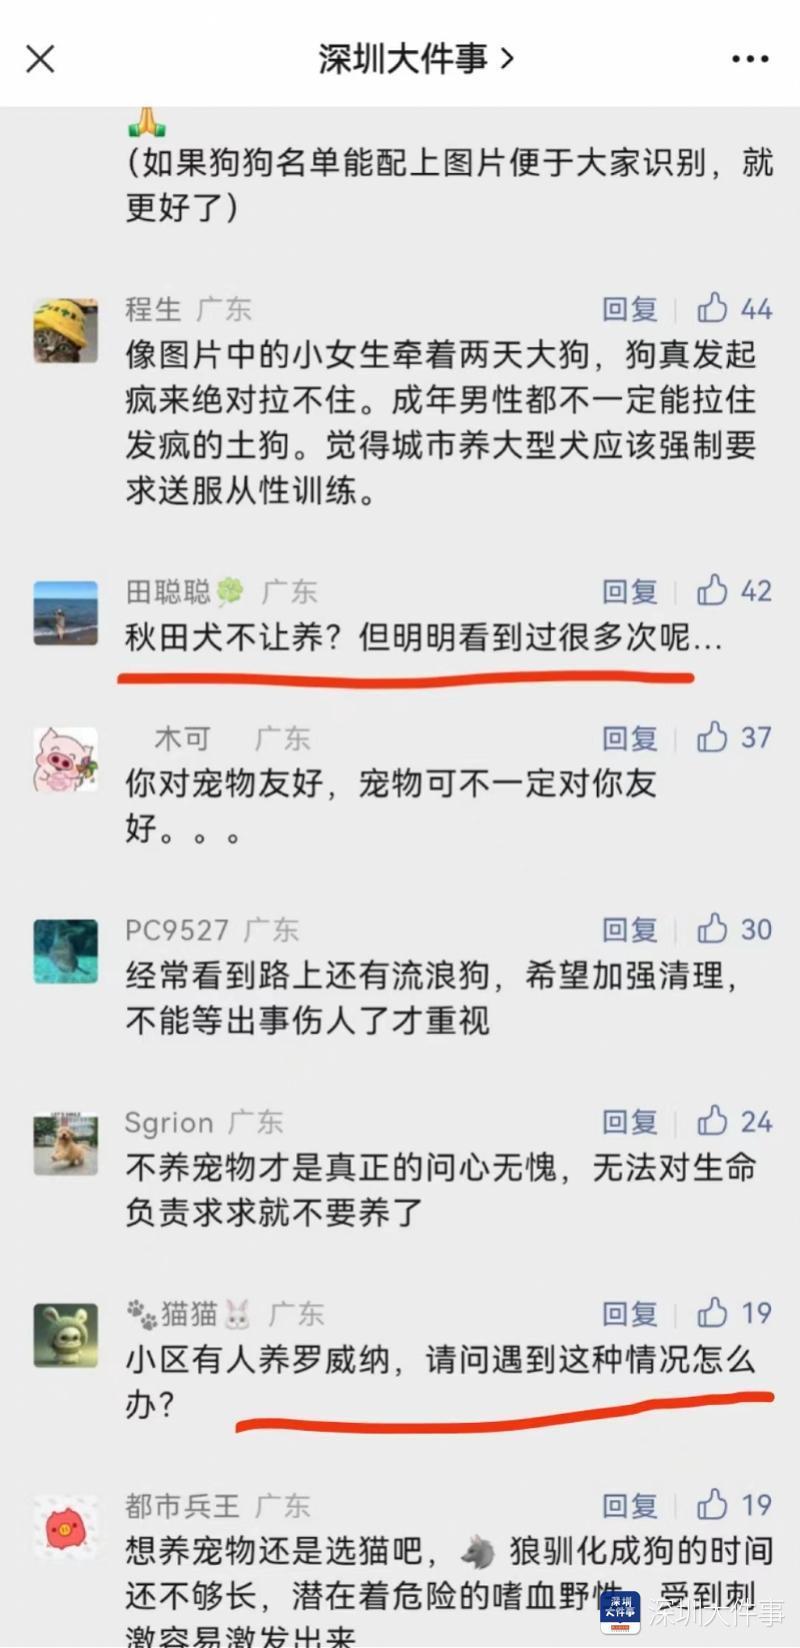 深圳大件事
(如果狗狗名单能配上图片便于大家识别，就
更好了)
程生 广东 回复 44
像图片中的小女生牵着两天大狗，狗真发起
疯来绝对拉不住。成年男性都不一定能拉住
发疯的土狗。觉得城市养大型犬应该强制要
求送服从性训练。
田聪聪🍀 广东 回复 42
秋田犬不让养？但明明看到过很多次呢...
木可 广东 回复 37
你对宠物友好，宠物可不一定对你友
好。。。
PC9527 广东 回复 30
经常看到路上还有流浪狗，希望加强清理，
不能等出事伤人了才重视
Sgrion 广东 回复 24
不养宠物才是真正的问心无愧，无法对生命
负责求求就不要养了
🐾猫猫🐰 广东 回复 19
小区有人养罗威纳，请问遇到这种情况怎么
办？
都市兵王 广东 回复 19
想养宠物还是选猫吧，🐺 狼驯化成狗的时间
还不够长，潜在着危险的嗜血野性，受到刺
激容易激发出来
深圳大件事
深圳大件事